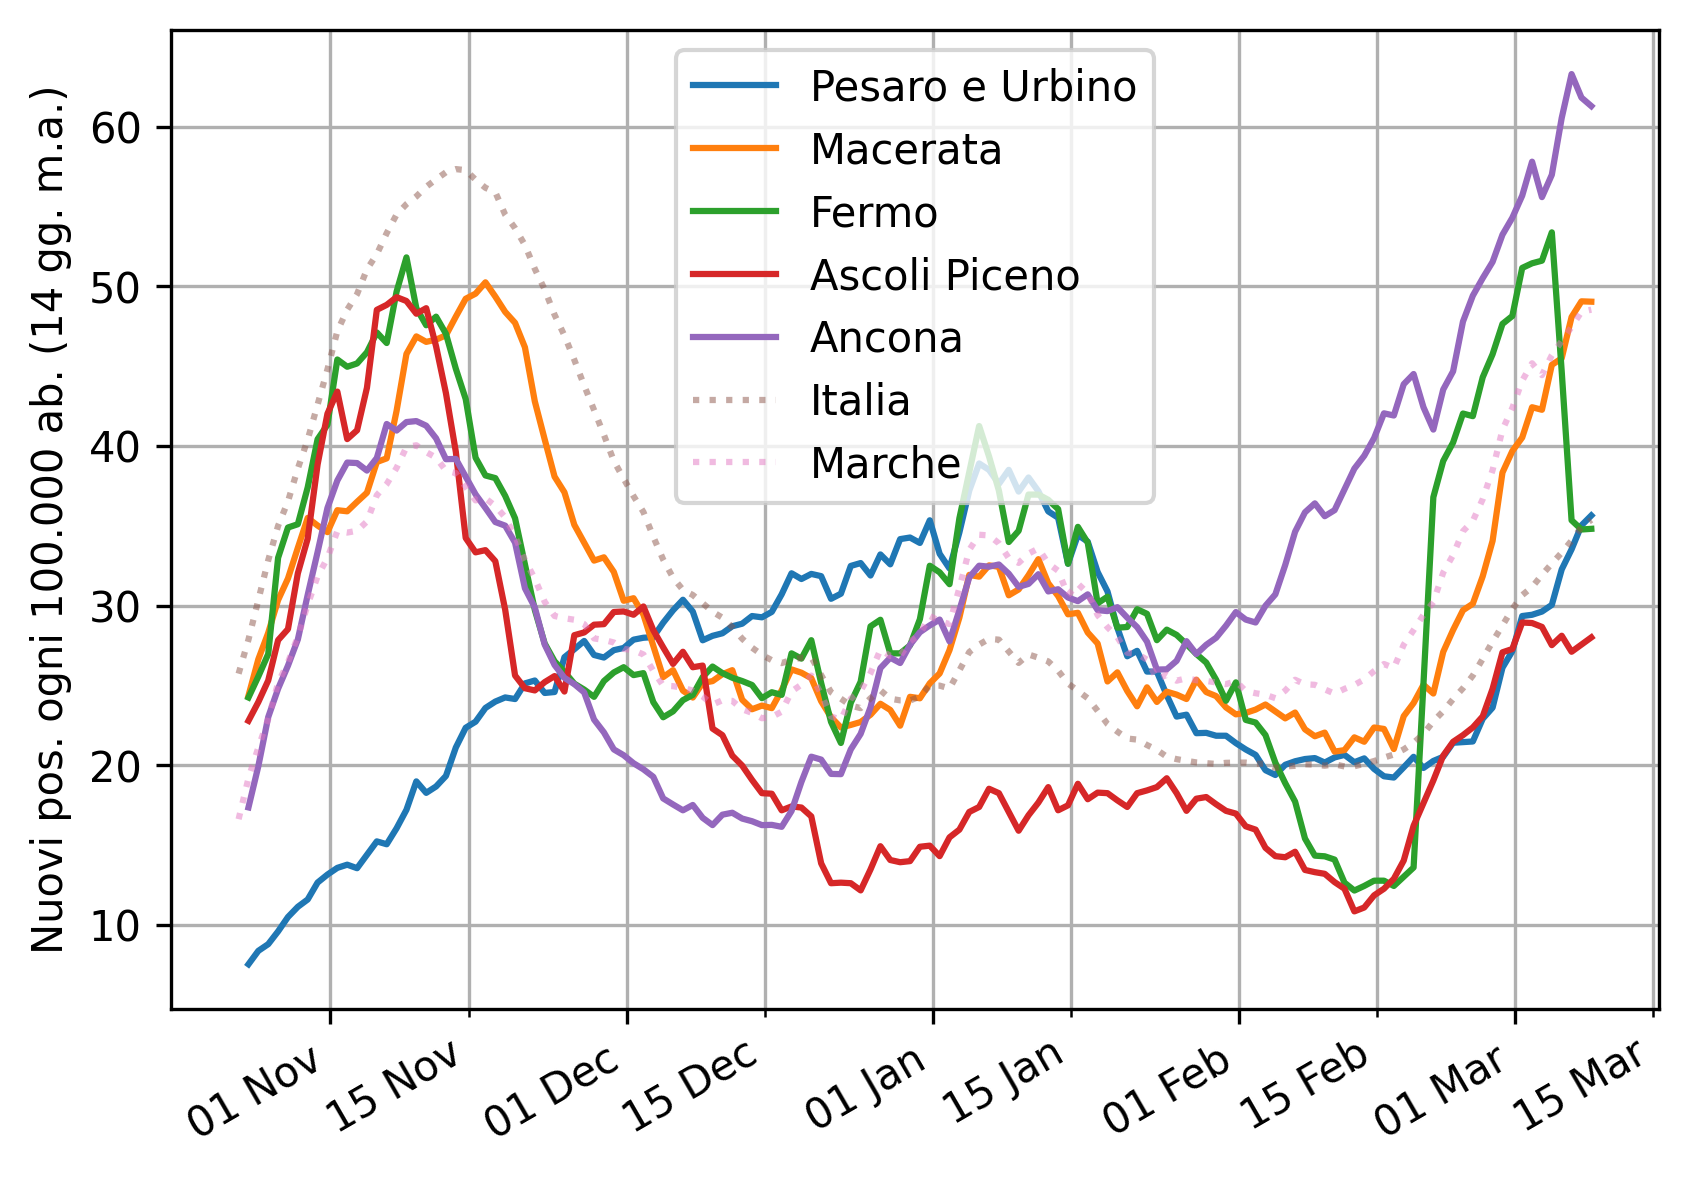 Nuovi pos. ogni 100.000 ab. (14 gg. m.a.)
60
50
40
30
20
10
Pesaro e Urbino
Macerata
Fermo
Ascoli Piceno
Ancona
Italia
Marche
01 Nov
15 Nov
01 Dec
15 Dec
01 Jan
15 Jan
01 Feb
15 Feb
01 Mar
15 Mar